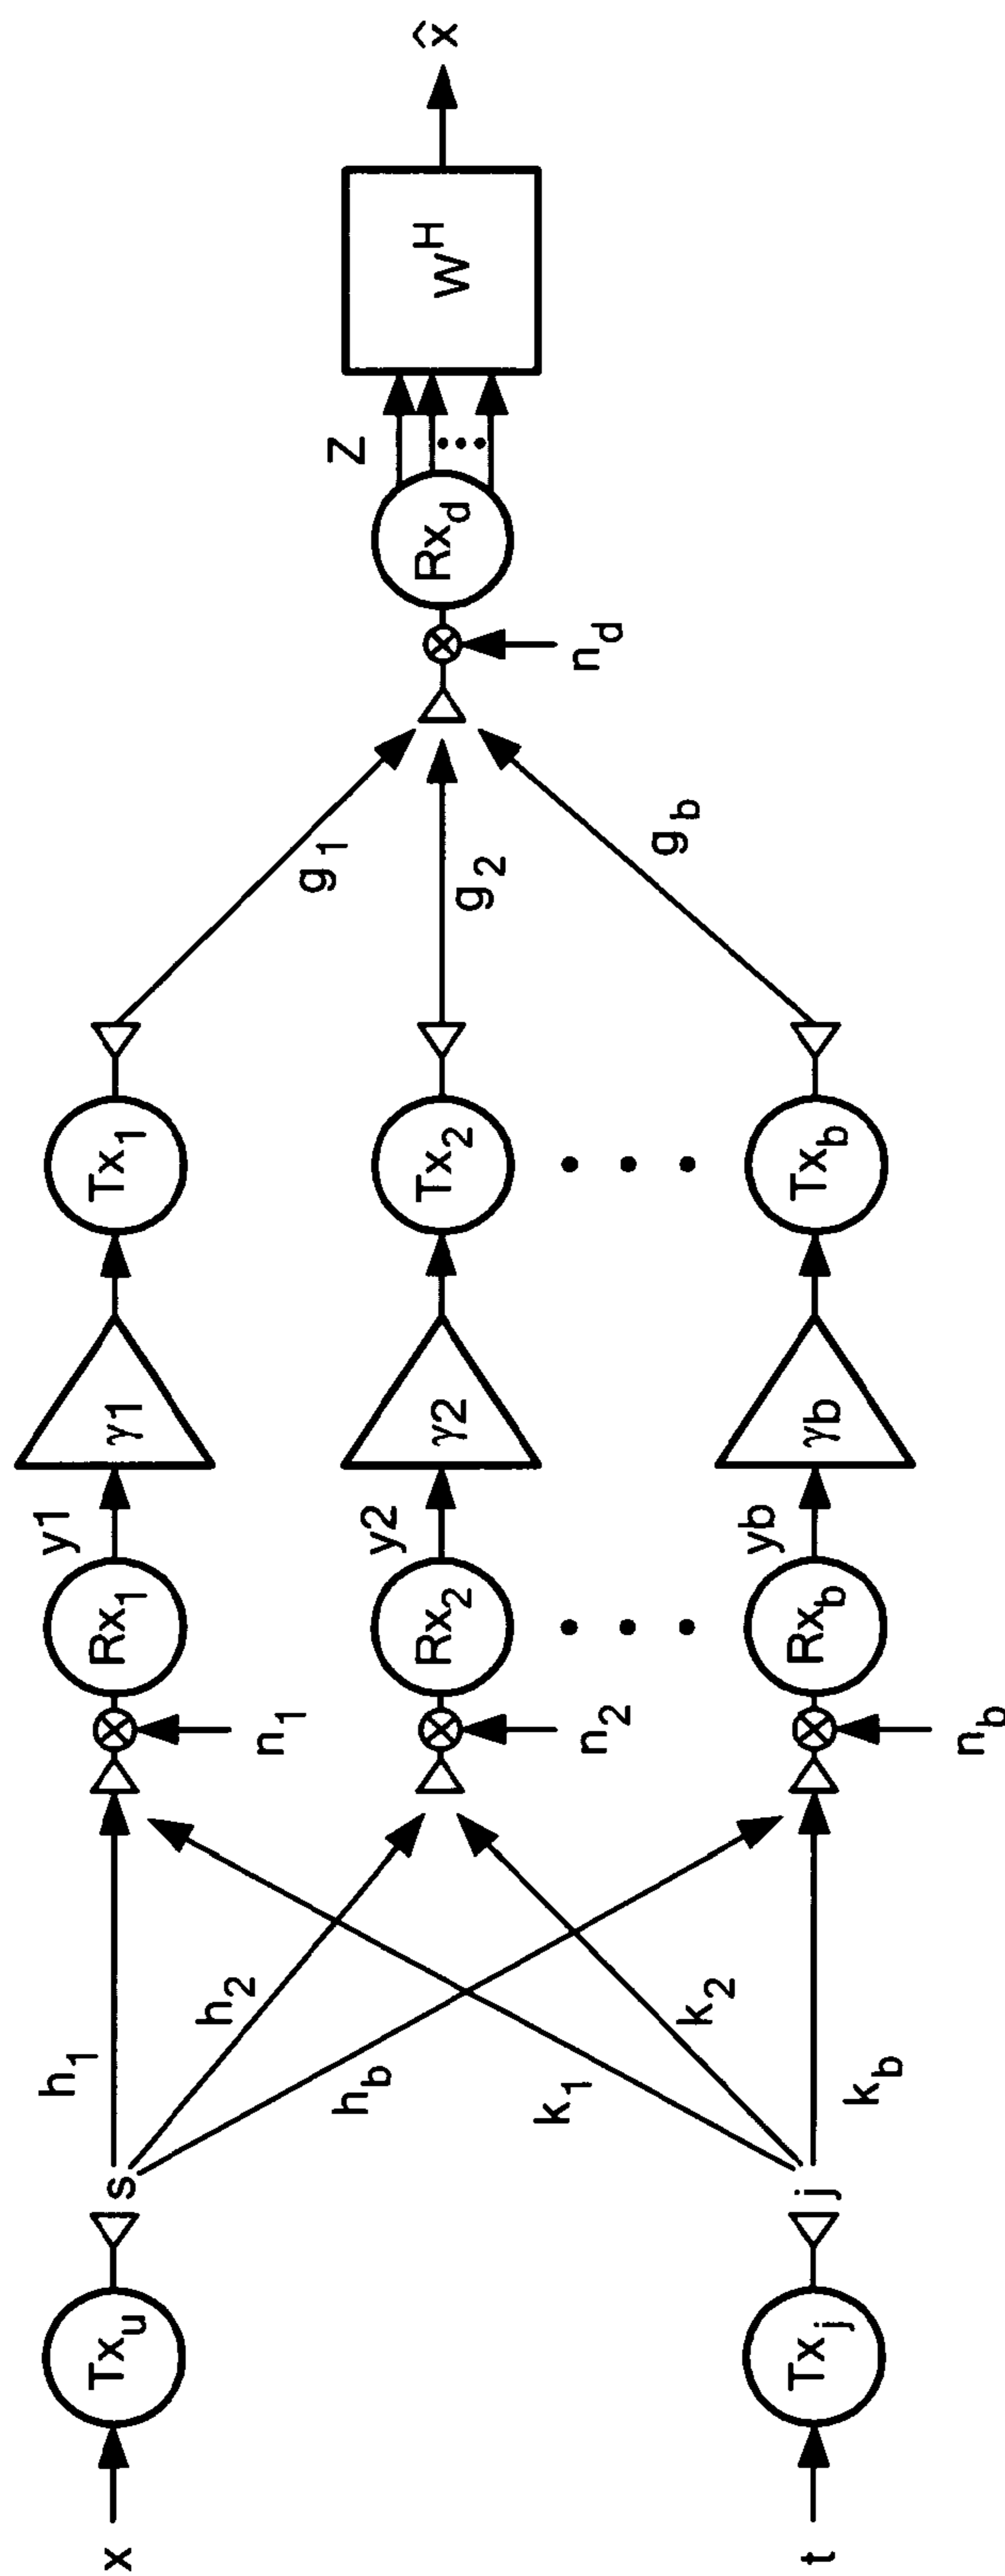 x
Tx_u
s
t
Tx_j
j
h_1
h_2
h_b
k_1
k_2
k_b
n_1
n_2
n_b
Rx_1
Rx_2
Rx_b
y1
y2
yb
γ1
γ2
γb
Tx_1
Tx_2
Tx_b
g_1
g_2
g_b
n_d
Rx_d
Z
W^H
x̂